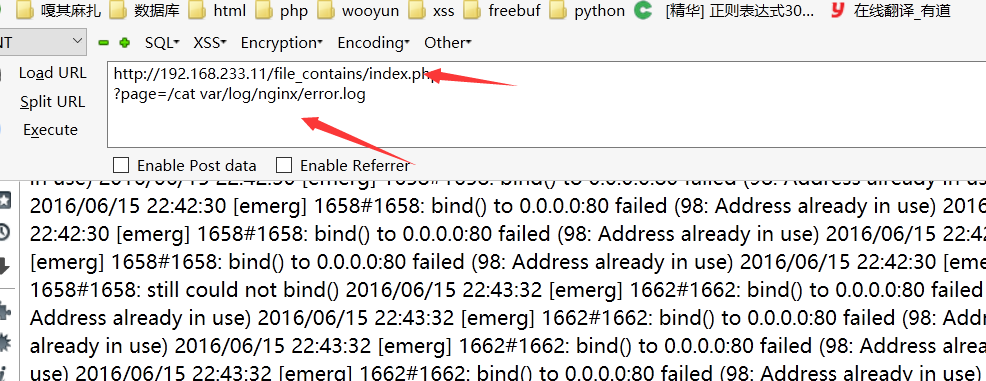 嘎其麻扎 数据库 html php wooyun xss freebuf python [精华] 正则表达式30... 在线翻译_有道
NT SQL XSS Encryption Encoding Other
Load URL http://192.168.233.11/file_contains/index.php
Split URL ?page=/cat var/log/nginx/error.log
Execute
Enable Post data Enable Referrer
in use) 2016/06/15 22:42:30 [emerg] 1658#1658: bind() to 0.0.0.0:80 failed (98: Address already in use
2016/06/15 22:42:30 [emerg] 1658#1658: bind() to 0.0.0.0:80 failed (98: Address already in use) 2016
22:42:30 [emerg] 1658#1658: bind() to 0.0.0.0:80 failed (98: Address already in use) 2016/06/15 22:42
[emerg] 1658#1658: bind() to 0.0.0.0:80 failed (98: Address already in use) 2016/06/15 22:42:30 [eme
1658#1658: still could not bind() 2016/06/15 22:43:32 [emerg] 1662#1662: bind() to 0.0.0.0:80 failed
Address already in use) 2016/06/15 22:43:32 [emerg] 1662#1662: bind() to 0.0.0.0:80 failed (98: Addr
already in use) 2016/06/15 22:43:32 [emerg] 1662#1662: bind() to 0.0.0.0:80 failed (98: Address alrea
use) 2016/06/15 22:43:32 [emerg] 1662#1662: bind() to 0.0.0.0:80 failed (98: Address already in use)